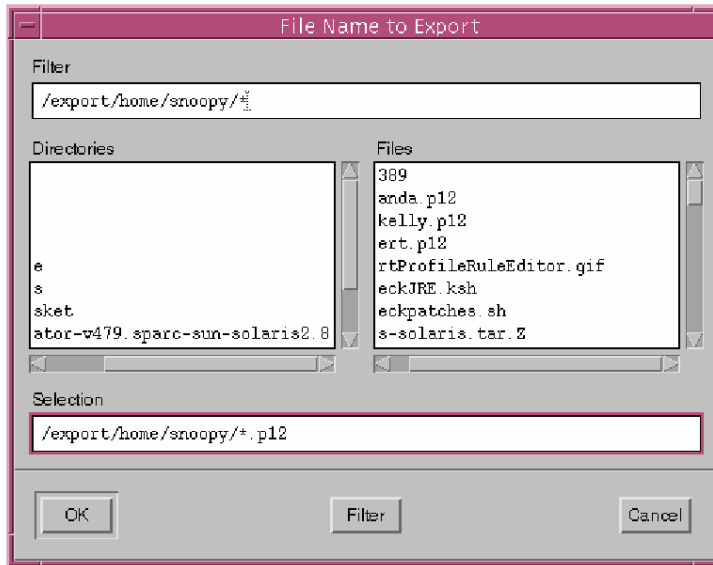 File Name to Export
Filter
/export/home/snoopy/*
Directories
e
s
sket
ator-v479.sparc-sun-solaris2.8
Files
389
anda.p12
kelly.p12
ert.p12
rtProfileRuleEditor.gif
eckJRE.ksh
eckpatches.sh
s-solaris.tar.Z
Selection
/export/home/snoopy/*.p12
OK
Filter
Cancel